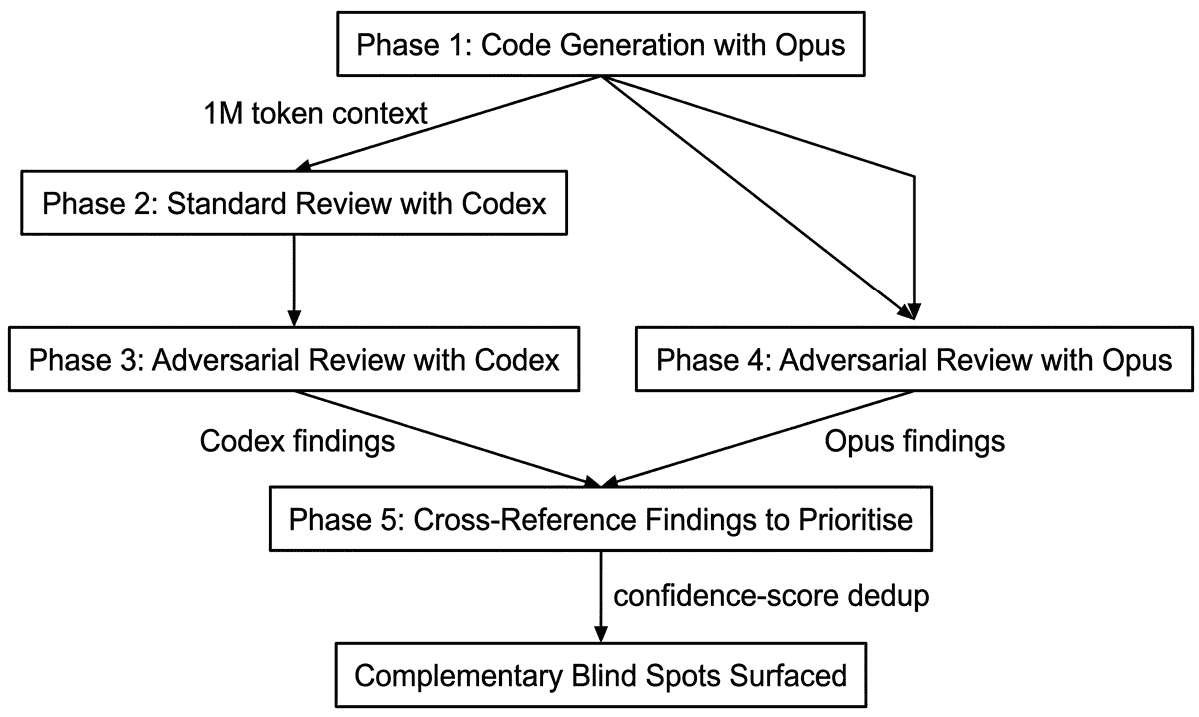 Phase 1: Code Generation with Opus
1M token context
Phase 2: Standard Review with Codex
Phase 3: Adversarial Review with Codex
Phase 4: Adversarial Review with Opus
Codex findings
Opus findings
Phase 5: Cross-Reference Findings to Prioritise
confidence-score dedup
Complementary Blind Spots Surfaced